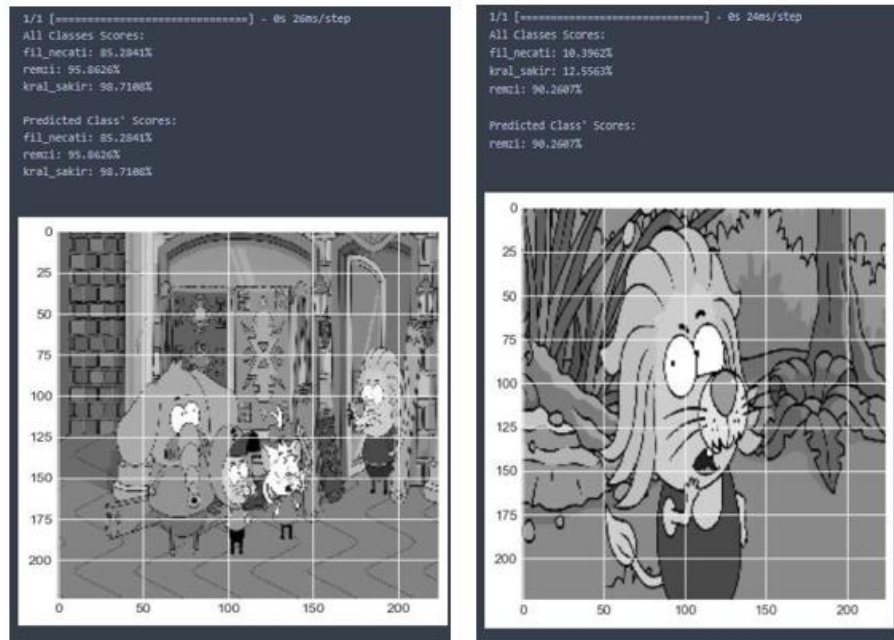 1/1 [==============================] - 0s 26ms/step
All Classes Scores:
fil_necati: 85.2841%
remzi: 95.8626%
kral_sakir: 98.7108%
Predicted Class' Scores:
fil_necati: 85.2841%
remzi: 95.8626%
kral_sakir: 98.7108%
0
25
50
75
100
125
150
175
200
0 50 100 150 200
1/1 [==============================] - 0s 24ms/step
All Classes Scores:
fil_necati: 10.3962%
kral_sakir: 12.5563%
remzi: 90.2607%
Predicted Class' Scores:
remzi: 90.2607%
0
25
50
75
100
125
150
175
200
0 50 100 150 200